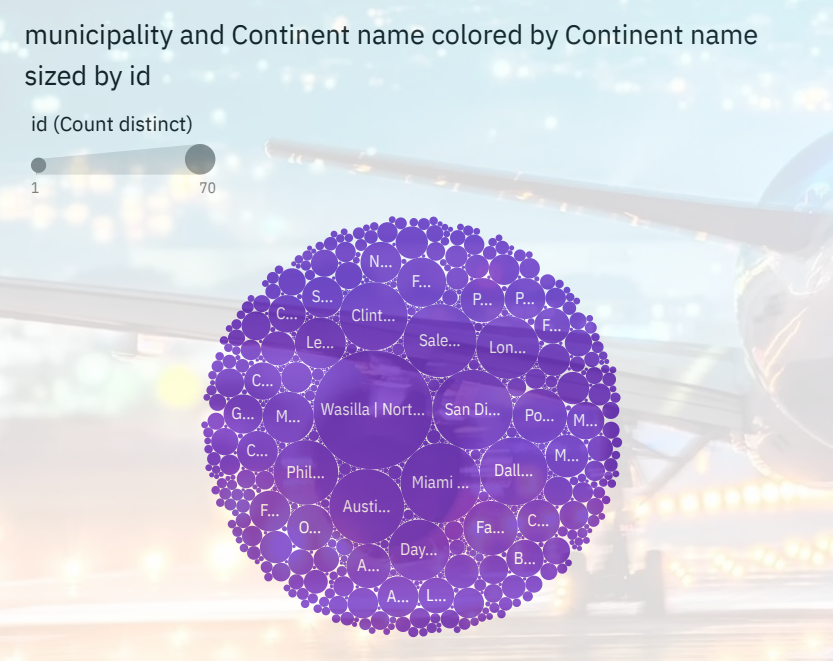 municipality and Continent name colored by Continent name
sized by id
id (Count distinct)
1
70
N...
F...
S...
P...
P...
C...
Clint...
F...
Le...
Sale...
Lon...
C...
G...
M...
Wasilla | Nort...
San Di...
Po...
M...
C...
M...
Phil...
Miami ...
Dall...
F...
Austi...
O...
Fa...
C...
Day...
A...
B...
A...
L...